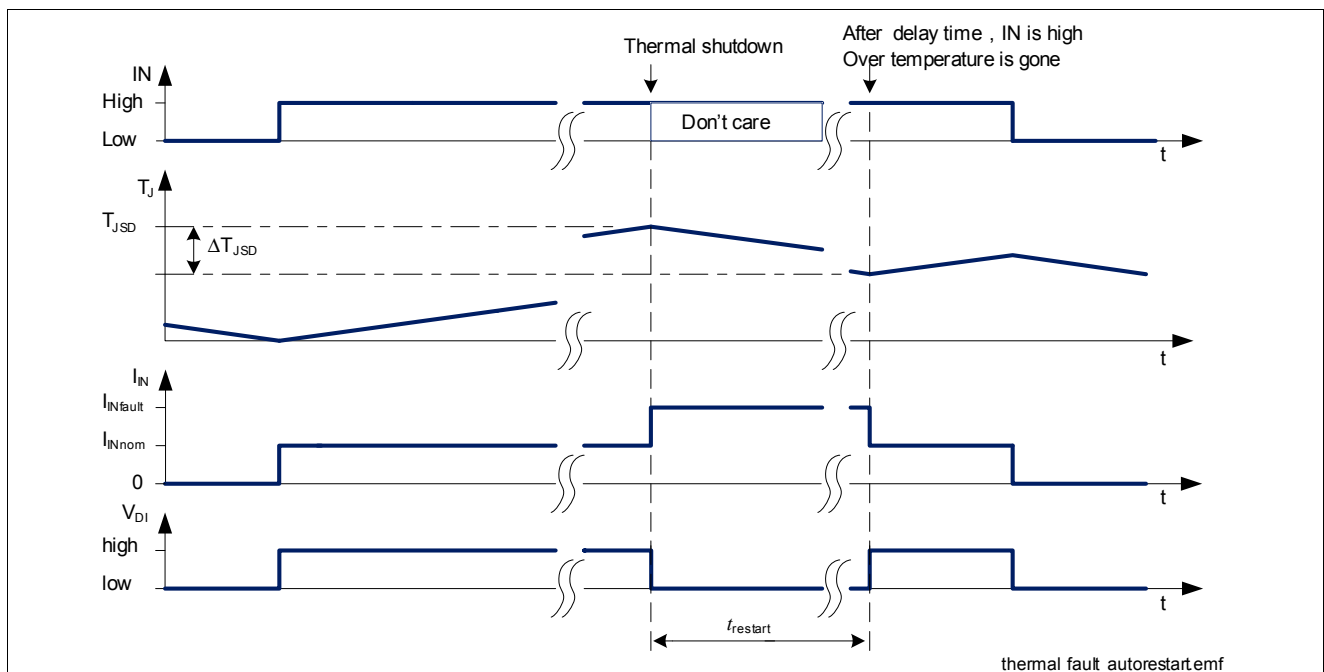 Thermal shutdown
After delay time , IN is high
Over temperature is gone
IN
High
Low
Don't care
t
TJ
TJSD
ΔTJSD
t
IIN
IINfault
IINnom
0
t
VDI
high
low
t
trestart
thermal fault autorestart.emf